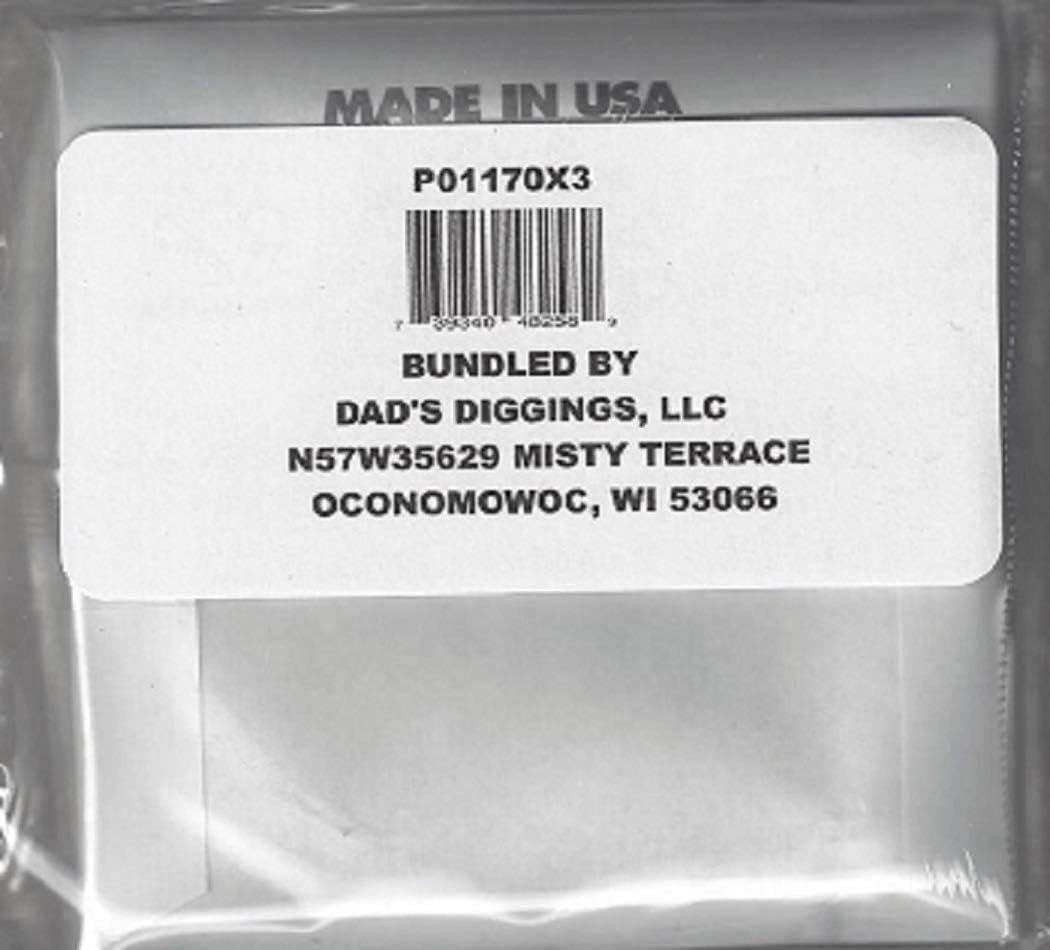 MADE IN USA
P01170X3
BUNDLED BY
DAD'S DIGGINGS, LLC
N57W35629 MISTY TERRACE
OCONOMOWOC, WI 53066